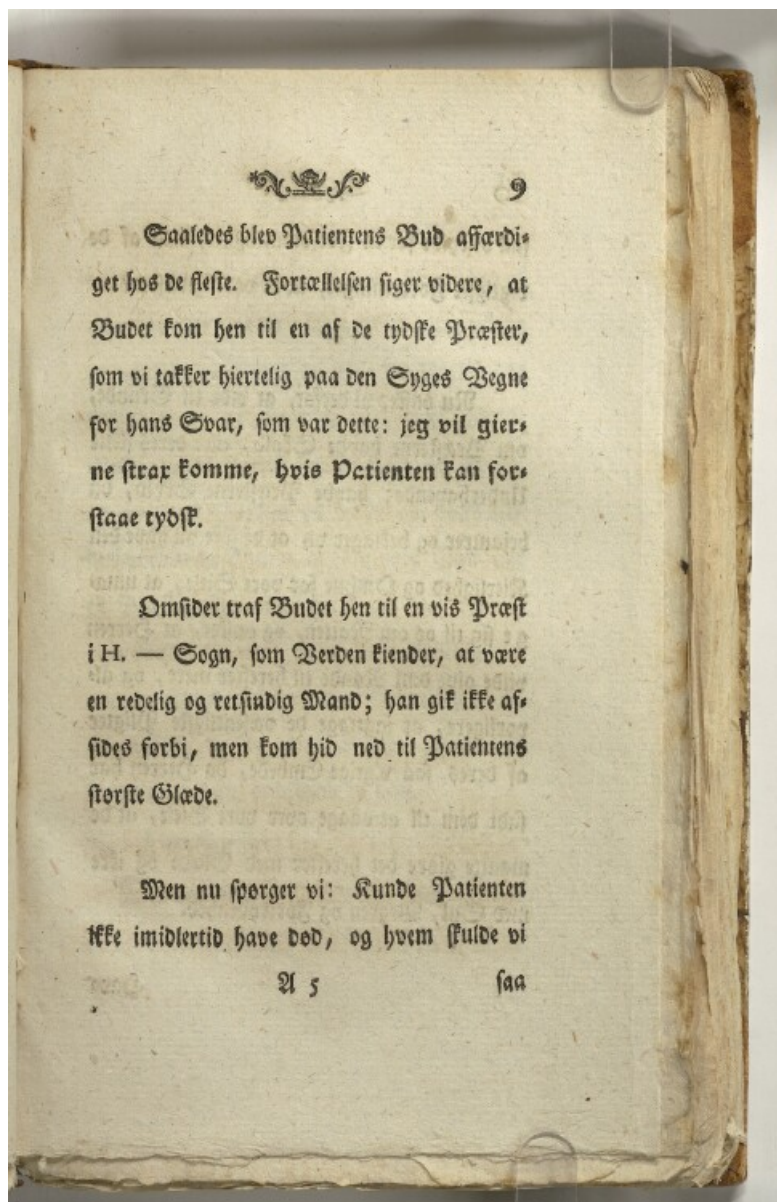 9
Saaledes blev Patientens Bud affærdi-
get hos de fleste. Fortællelsen siger videre, at
Budet kom hen til en af de tydske Præster,
som vi takker hiertelig paa den Syges Vegne
for hans Svar, som var dette: jeg vil gier-
ne strax komme, hvis Patienten kan for-
staae tydsk.
Omsider traf Budet hen til en vis Præst
i H. — Sogn, som Verden kiender, at være
en redelig og retsindig Mand; han gik ikke af-
sides forbi, men kom hid ned til Patientens
største Glæde.
Men nu spørger vi: Kunde Patienten
ikke imidlertid have død, og hvem skulde vi
A 5 saa